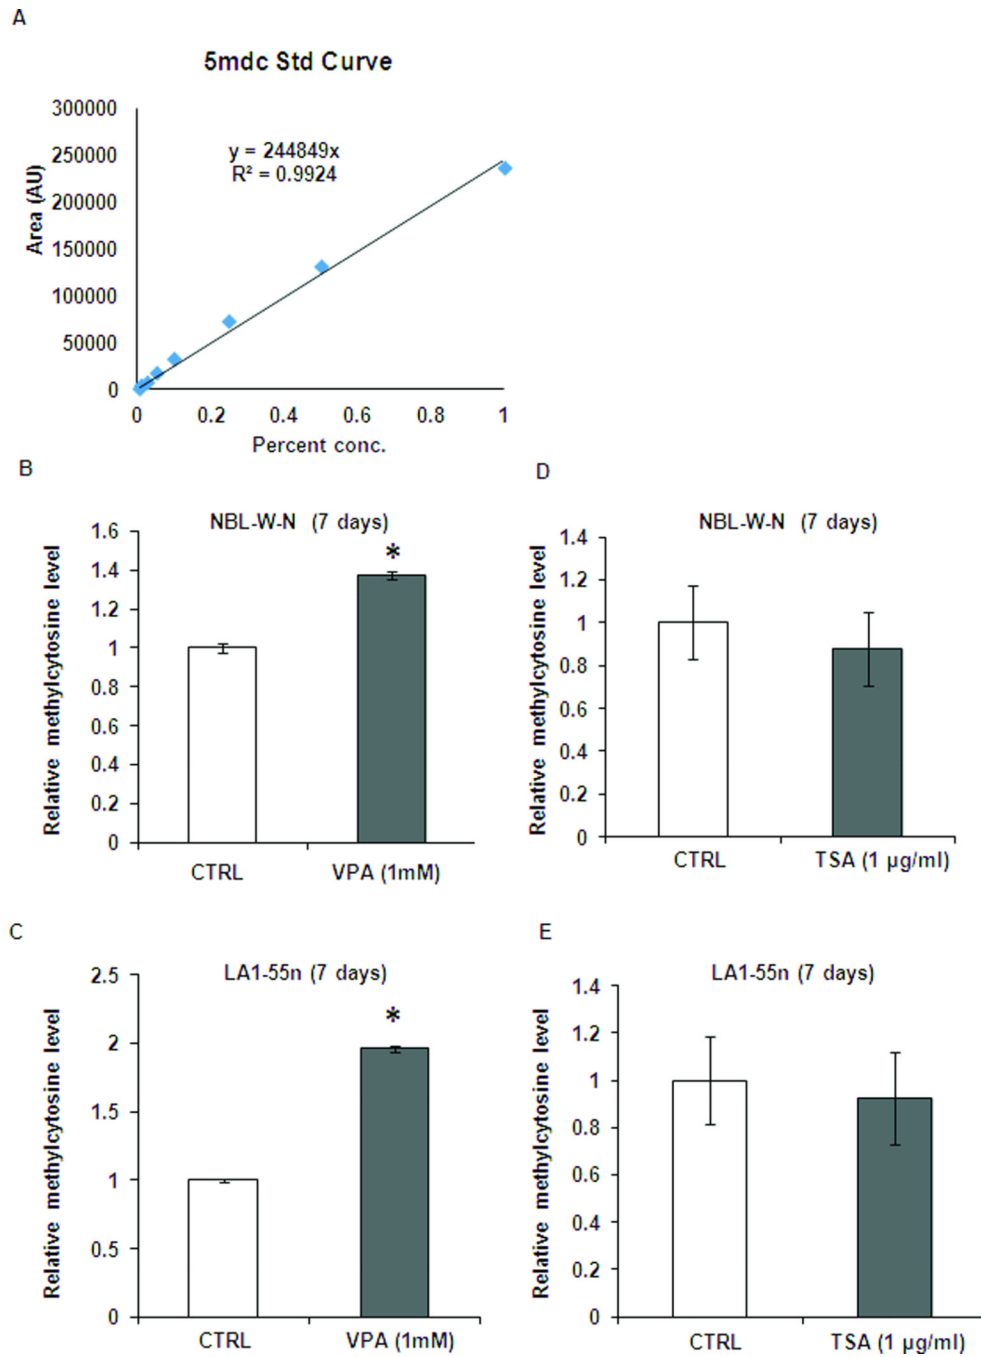 A
5mdc Std Curve
300000
250000
200000
150000
100000
50000
0
Area (AU)
y = 244849x
R² = 0.9924
0 0.2 0.4 0.6 0.8 1
Percent conc.
B
NBL-W-N (7 days)
Relative methylcytosine level
1.6
1.4
1.2
1
0.8
0.6
0.4
0.2
0
*
CTRL VPA (1mM)
D
NBL-W-N (7 days)
Relative methylcytosine level
1.4
1.2
1
0.8
0.6
0.4
0.2
0
CTRL TSA (1 µg/ml)
C
LA1-55n (7 days)
Relative methylcytosine level
2.5
2
1.5
1
0.5
0
*
CTRL VPA (1mM)
E
LA1-55n (7 days)
Relative methylcytosine level
1.4
1.2
1
0.8
0.6
0.4
0.2
0
CTRL TSA (1 µg/ml)